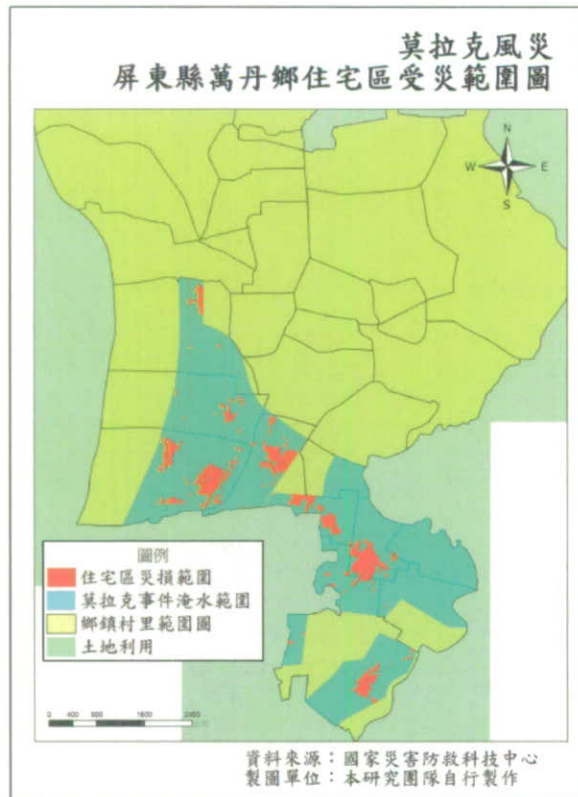 莫拉克風災
屏東縣萬丹鄉住宅區受災範圍圖
N
W E
S
圖例
住宅區災損範圍
莫拉克事件淹水範圍
鄉鎮村里範圍圖
土地利用
0 400 800 1600 2400
資料來源：國家災害防救科技中心
製圖單位：本研究團隊自行製作